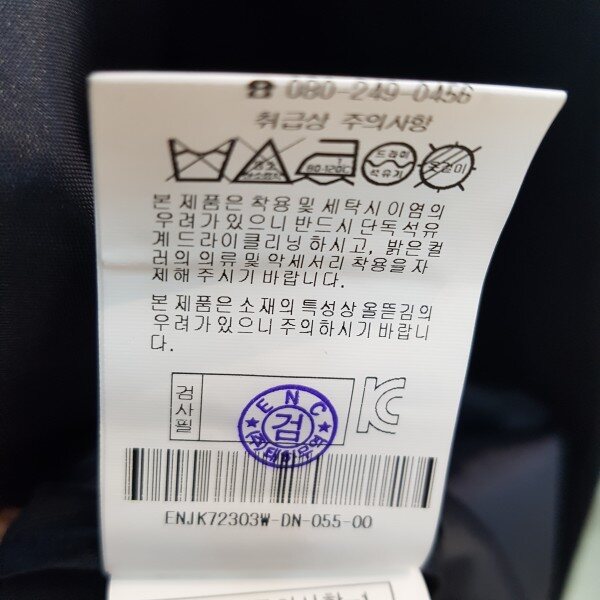 ☎ 080-249-0456
취급상 주의사항
드라이
석유계
80-120℃
옷걸이
본 제품은 착용 및 세탁시 이염의
우려가 있으니 반드시 단독석유
계드라이클리닝 하시고, 밝은컬
러의 의류및 악세서리 착용을자
제해 주시기 바랍니다.
본 제품은 소재의 특성상 올뜯김의
우려가 있으니 주의하시기 바랍니
다.
검사필
ENC
검
KC
ENJK72303W-DN-055-00